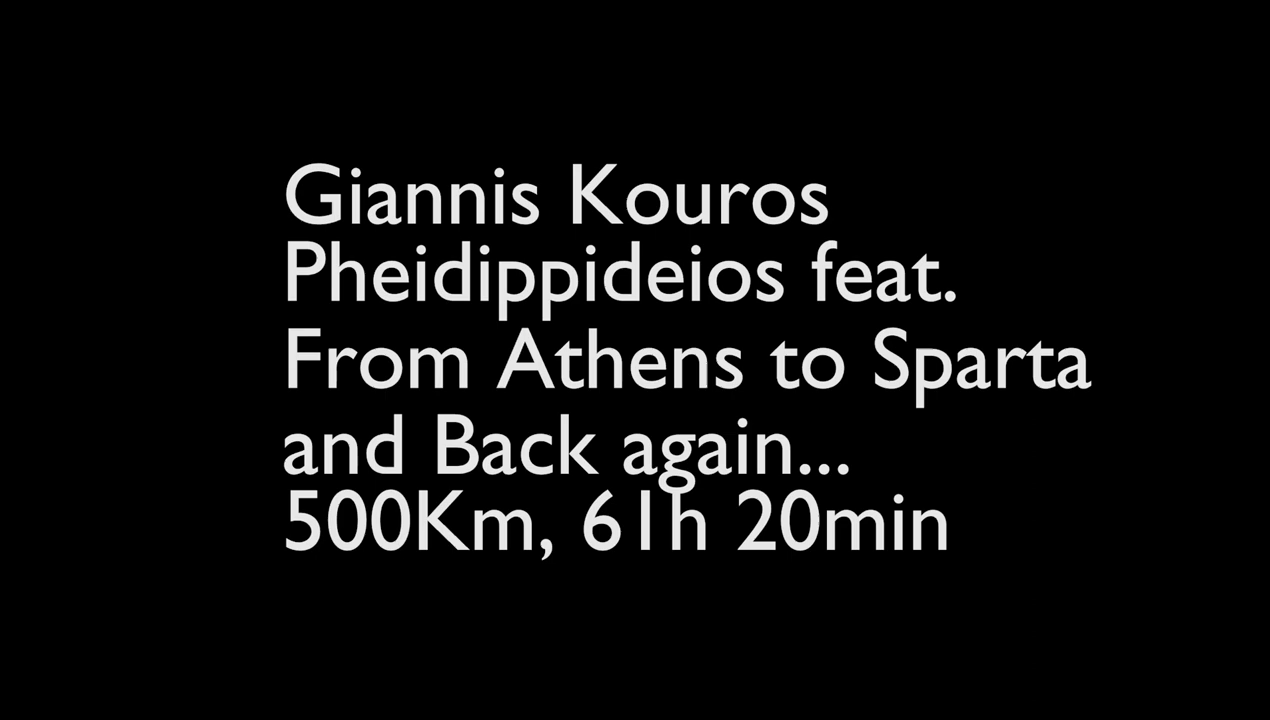 Giannis Kouros
Pheidippideios feat.
From Athens to Sparta
and Back again...
500Km, 61h 20min